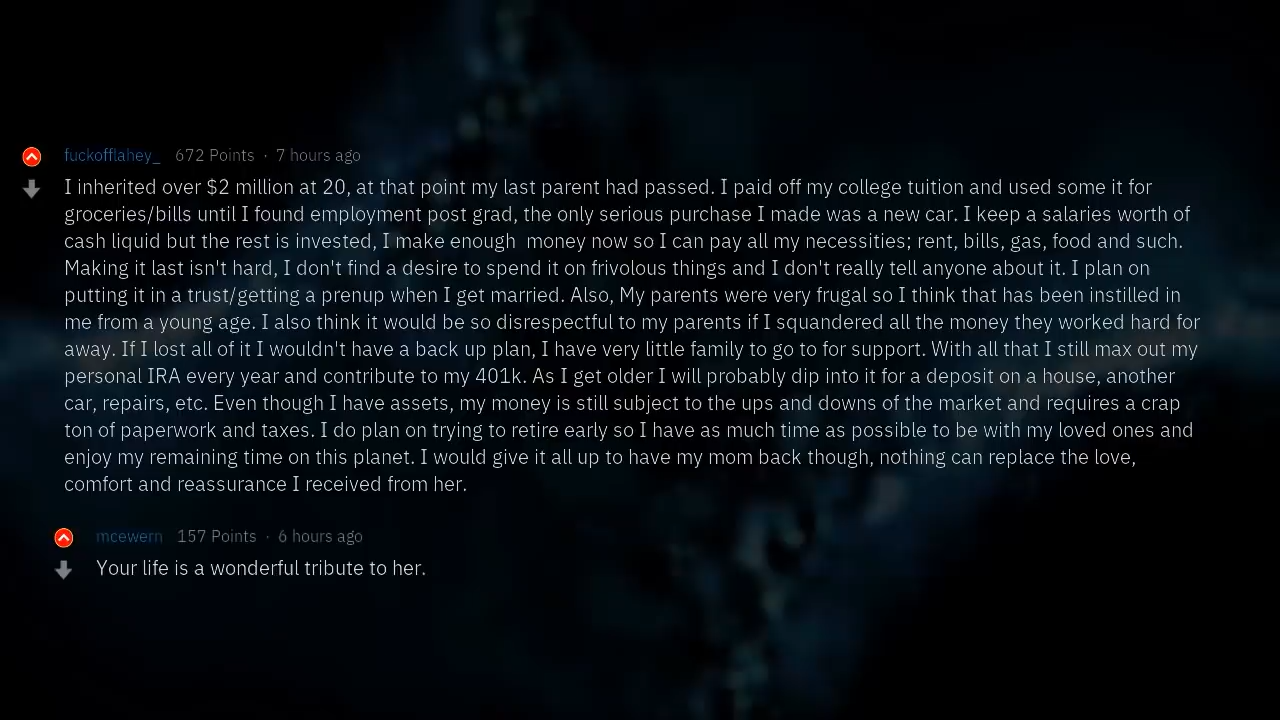 fuckofflahey_ 672 Points · 7 hours ago
I inherited over $2 million at 20, at that point my last parent had passed. I paid off my college tuition and used some it for
groceries/bills until I found employment post grad, the only serious purchase I made was a new car. I keep a salaries worth of
cash liquid but the rest is invested, I make enough  money now so I can pay all my necessities; rent, bills, gas, food and such.
Making it last isn't hard, I don't find a desire to spend it on frivolous things and I don't really tell anyone about it. I plan on
putting it in a trust/getting a prenup when I get married. Also, My parents were very frugal so I think that has been instilled in
me from a young age. I also think it would be so disrespectful to my parents if I squandered all the money they worked hard for
away. If I lost all of it I wouldn't have a back up plan, I have very little family to go to for support. With all that I still max out my
personal IRA every year and contribute to my 401k. As I get older I will probably dip into it for a deposit on a house, another
car, repairs, etc. Even though I have assets, my money is still subject to the ups and downs of the market and requires a crap
ton of paperwork and taxes. I do plan on trying to retire early so I have as much time as possible to be with my loved ones and
enjoy my remaining time on this planet. I would give it all up to have my mom back though, nothing can replace the love,
comfort and reassurance I received from her.
mcewern 157 Points · 6 hours ago
Your life is a wonderful tribute to her.